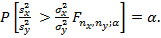 P[s_x^2/s_y^2 > σ_x^2/σ_y^2 F_{n_x,n_y;α}] = α.